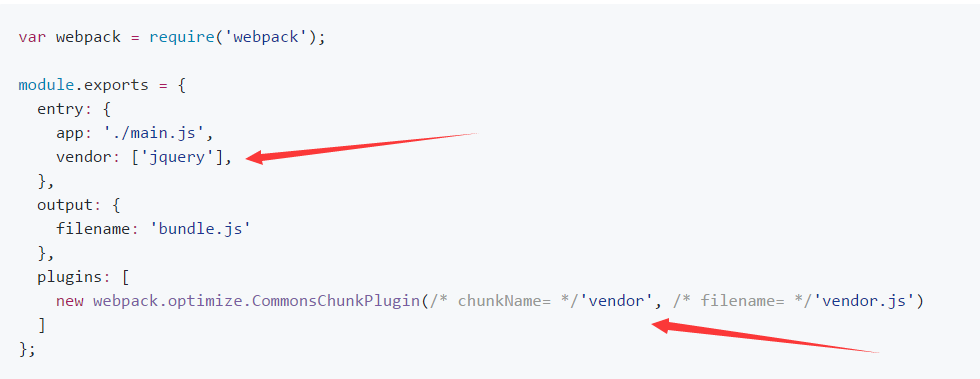 var webpack = require('webpack');
module.exports = {
  entry: {
    app: './main.js',
    vendor: ['jquery'],
  },
  output: {
    filename: 'bundle.js'
  },
  plugins: [
    new webpack.optimize.CommonsChunkPlugin(/* chunkName= */'vendor', /* filename= */'vendor.js')
  ]
};